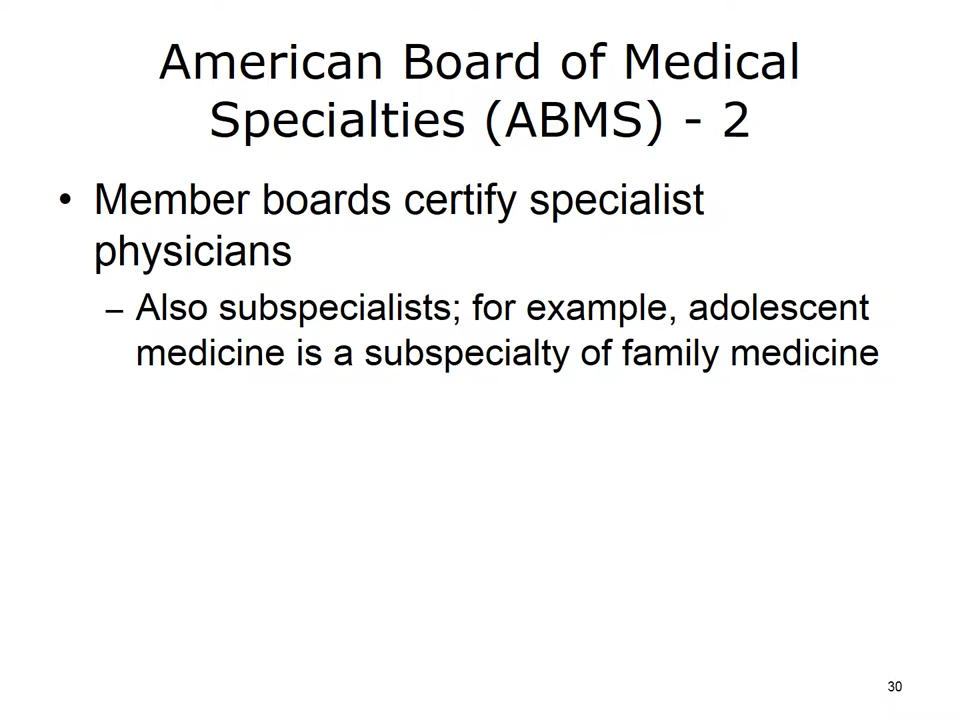 American Board of Medical
Specialties (ABMS) - 2
• Member boards certify specialist
physicians
– Also subspecialists; for example, adolescent
medicine is a subspecialty of family medicine
30